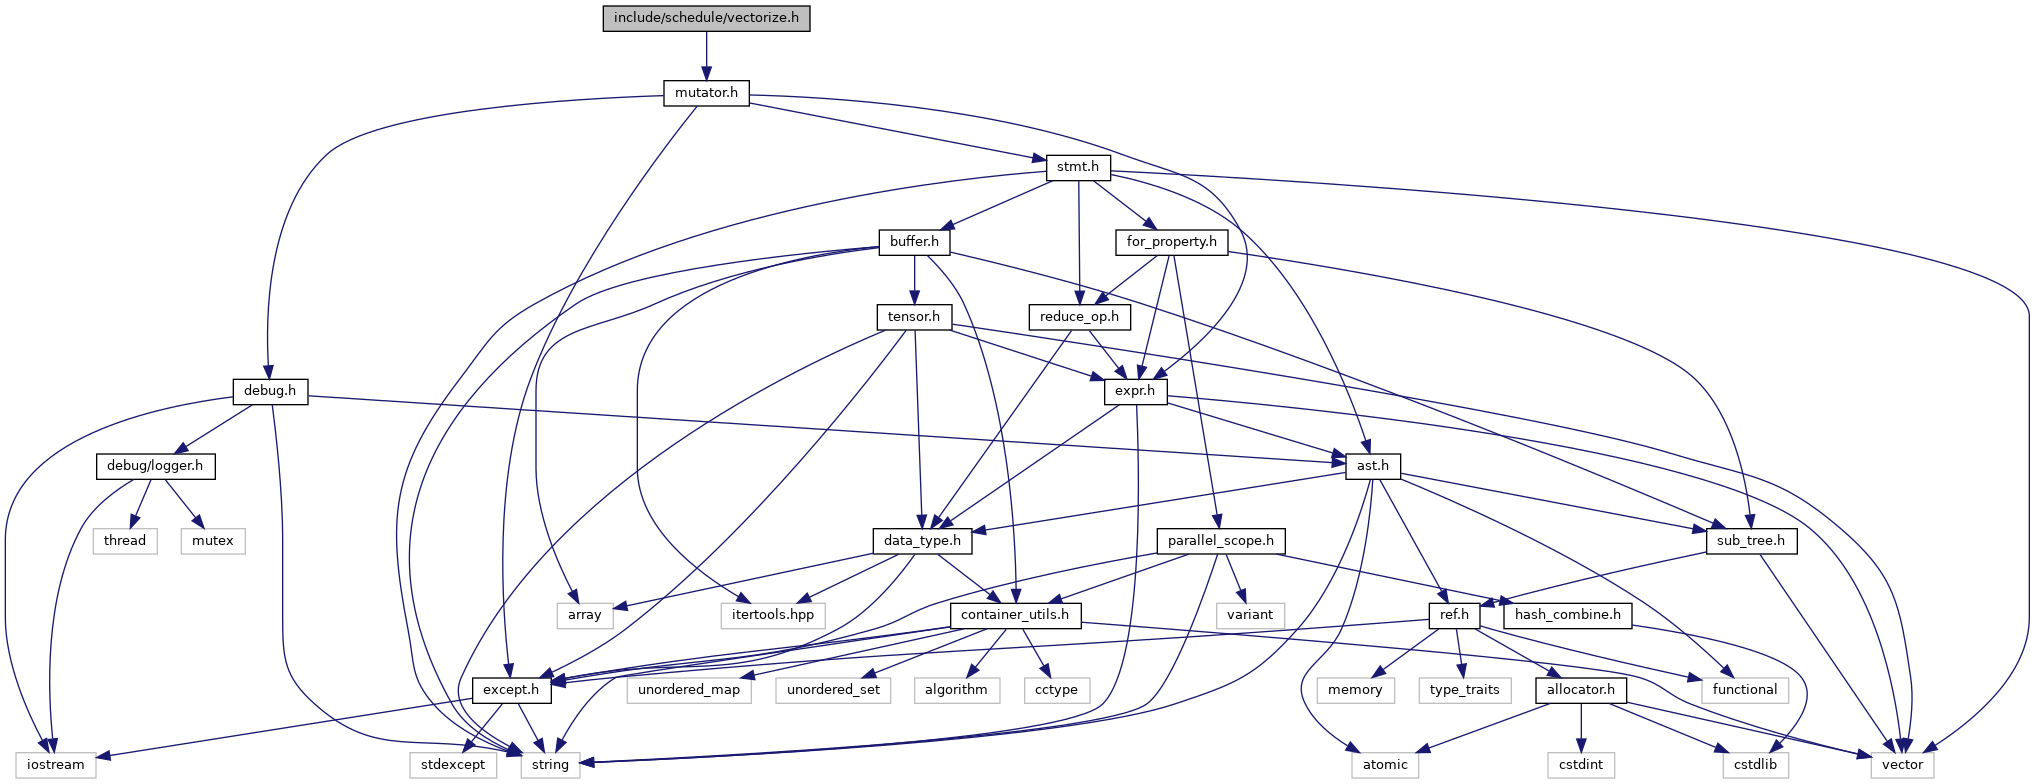 include/schedule/vectorize.h
mutator.h
stmt.h
buffer.h
for_property.h
tensor.h
reduce_op.h
debug.h
expr.h
debug/logger.h
ast.h
thread
mutex
data_type.h
parallel_scope.h
sub_tree.h
array
itertools.hpp
container_utils.h
variant
ref.h
hash_combine.h
except.h
unordered_map
unordered_set
algorithm
cctype
memory
type_traits
allocator.h
functional
iostream
stdexcept
string
atomic
cstdint
cstdlib
vector